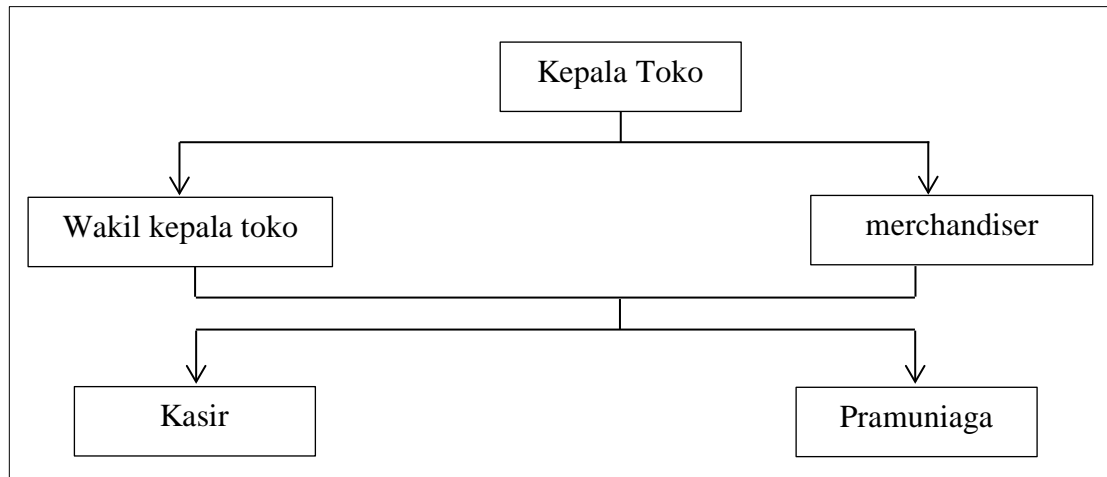 Kepala Toko
Wakil kepala toko
merchandiser
Kasir
Pramuniaga